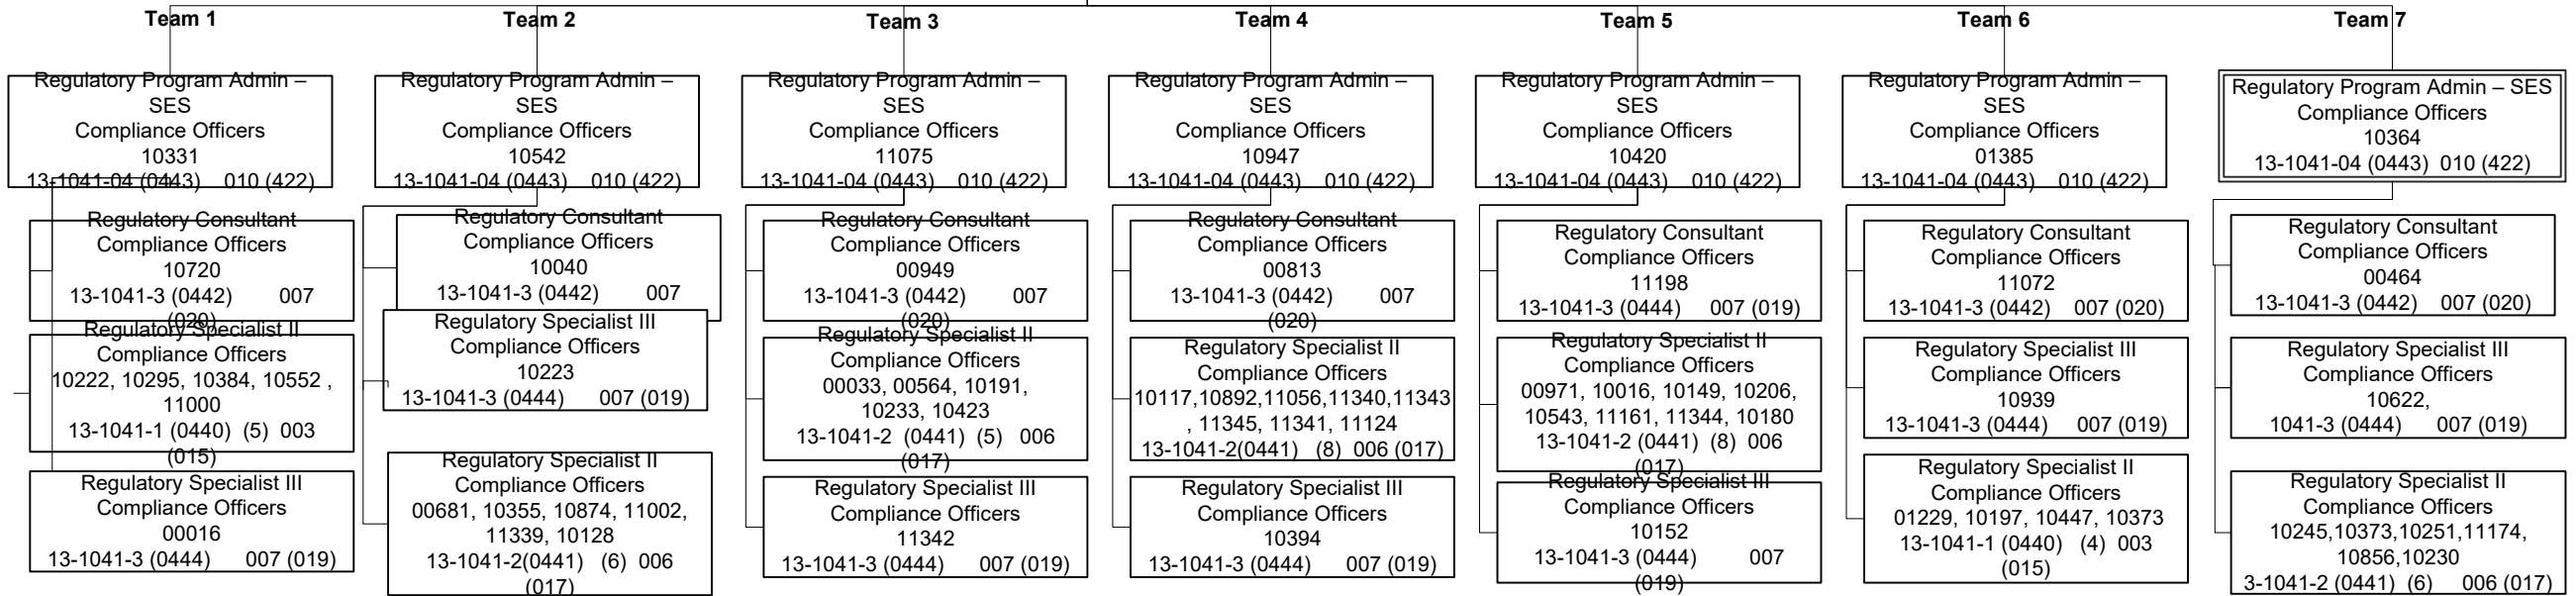 Team 1
Regulatory Program Admin –
SES
Compliance Officers
10331
13-1041-04 (0443) 010 (422)
Regulatory Consultant
Compliance Officers
10720
13-1041-3 (0442) 007
(020)
Regulatory Specialist II
Compliance Officers
10222, 10295, 10384, 10552 ,
11000
13-1041-1 (0440) (5) 003
(015)
Regulatory Specialist III
Compliance Officers
00016
13-1041-3 (0444) 007 (019)
Team 2
Regulatory Program Admin –
SES
Compliance Officers
10542
13-1041-04 (0443) 010 (422)
Regulatory Consultant
Compliance Officers
10040
13-1041-3 (0442) 007
Regulatory Specialist III
Compliance Officers
10223
13-1041-3 (0444) 007 (019)
Regulatory Specialist II
Compliance Officers
00681, 10355, 10874, 11002,
11339, 10128
13-1041-2(0441) (6) 006
(017)
Team 3
Regulatory Program Admin –
SES
Compliance Officers
11075
13-1041-04 (0443) 010 (422)
Regulatory Consultant
Compliance Officers
00949
13-1041-3 (0442) 007
(020)
Regulatory Specialist II
Compliance Officers
00033, 00564, 10191,
10233, 10423
13-1041-2 (0441) (5) 006
(017)
Regulatory Specialist III
Compliance Officers
11342
13-1041-3 (0444) 007 (019)
Team 4
Regulatory Program Admin –
SES
Compliance Officers
10947
13-1041-04 (0443) 010 (422)
Regulatory Consultant
Compliance Officers
00813
13-1041-3 (0442) 007
(020)
Regulatory Specialist II
Compliance Officers
10117,10892,11056,11340,11343
, 11345, 11341, 11124
13-1041-2(0441) (8) 006 (017)
Regulatory Specialist III
Compliance Officers
10394
13-1041-3 (0444) 007 (019)
Team 5
Regulatory Program Admin –
SES
Compliance Officers
10420
13-1041-04 (0443) 010 (422)
Regulatory Consultant
Compliance Officers
11198
13-1041-3 (0444) 007 (019)
Regulatory Specialist II
Compliance Officers
00971, 10016, 10149, 10206,
10543, 11161, 11344, 10180
13-1041-2 (0441) (8) 006
(017)
Regulatory Specialist III
Compliance Officers
10152
13-1041-3 (0444) 007
(019)
Team 6
Regulatory Program Admin –
SES
Compliance Officers
01385
13-1041-04 (0443) 010 (422)
Regulatory Consultant
Compliance Officers
11072
13-1041-3 (0442) 007 (020)
Regulatory Specialist III
Compliance Officers
10939
13-1041-3 (0444) 007 (019)
Regulatory Specialist II
Compliance Officers
01229, 10197, 10447, 10373
13-1041-1 (0440) (4) 003
(015)
Team 7
Regulatory Program Admin – SES
Compliance Officers
10364
13-1041-04 (0443) 010 (422)
Regulatory Consultant
Compliance Officers
00464
13-1041-3 (0442) 007 (020)
Regulatory Specialist III
Compliance Officers
10622,
1041-3 (0444) 007 (019)
Regulatory Specialist II
Compliance Officers
10245,10373,10251,11174,
10856,10230
3-1041-2 (0441) (6) 006 (017)